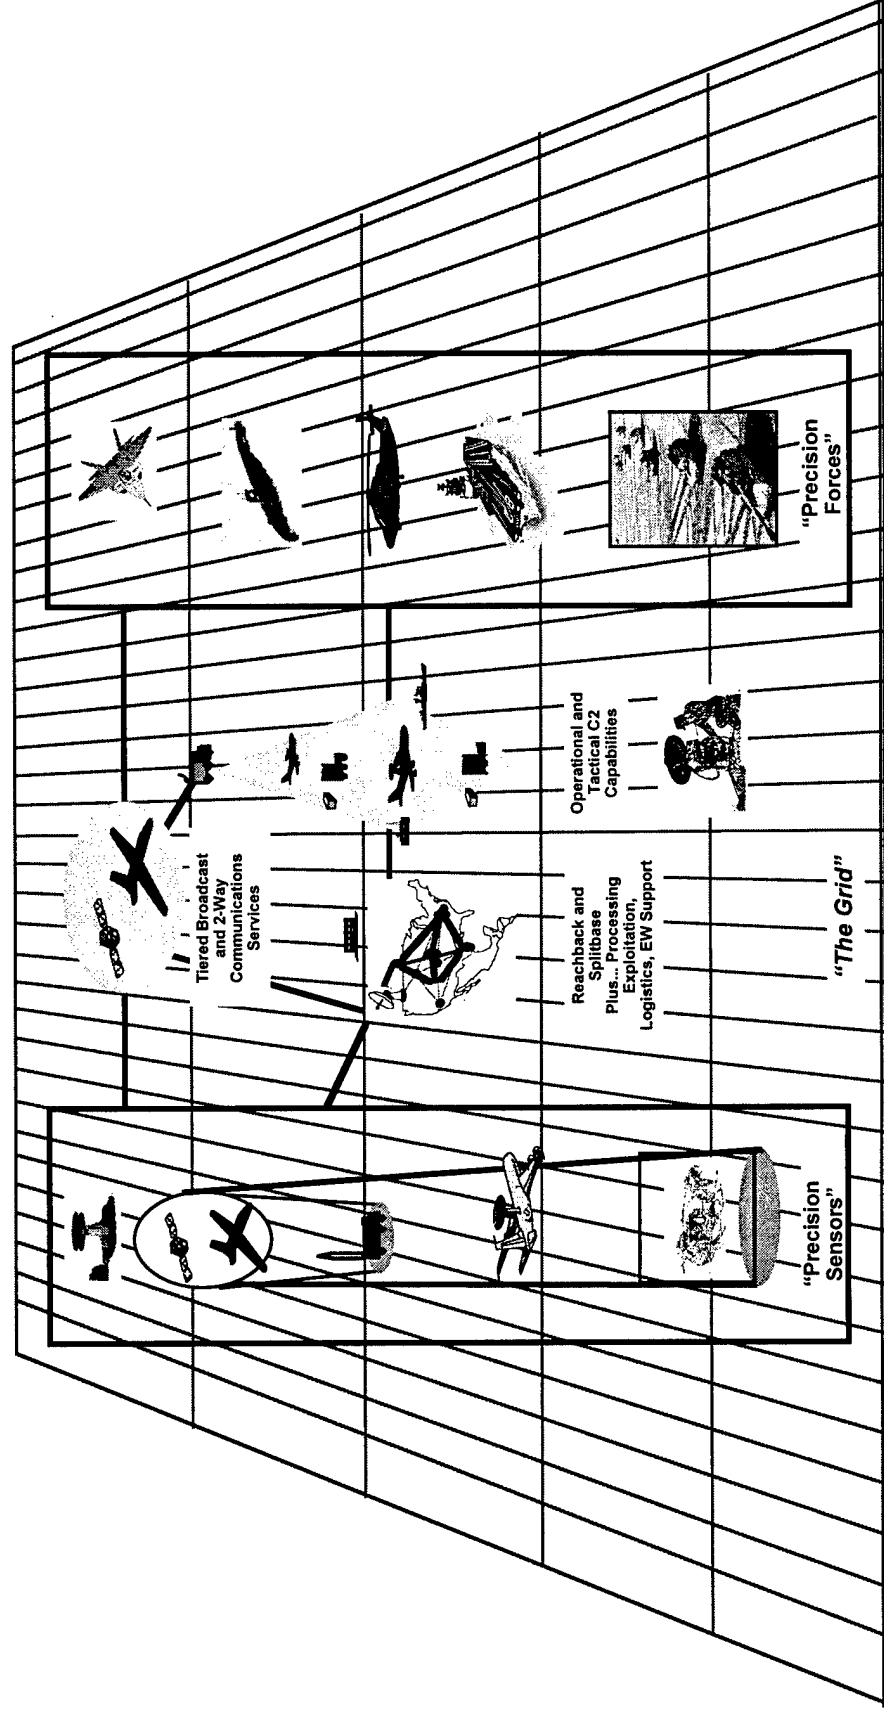 Tiered Broadcast
and 2-Way
Communications
Services
Reachback and
Splitbase
Plus... Processing
Exploitation,
Logistics, EW Support
Operational and
Tactical C2
Capabilities
"Precision
Sensors"
"The Grid"
"Precision
Forces"